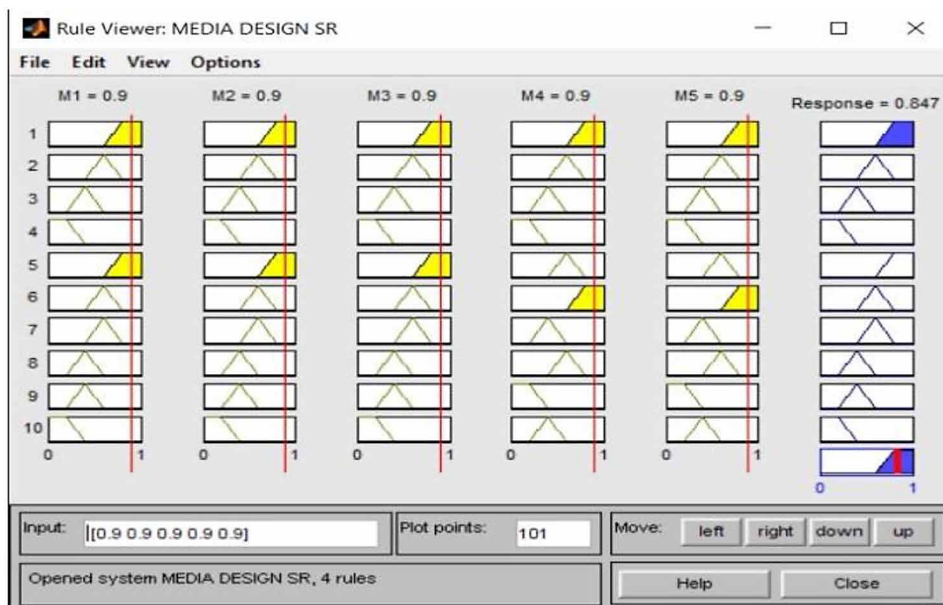 Rule Viewer: MEDIA DESIGN SR
File Edit View Options
M1 = 0.9 M2 = 0.9 M3 = 0.9 M4 = 0.9 M5 = 0.9 Response = 0.847
1
2
3
4
5
6
7
8
9
10
0 1 0 1 0 1 0 1 0 1
0 1
Input: [0.9 0.9 0.9 0.9 0.9] Plot points: 101 Move: left right down up
Opened system MEDIA DESIGN SR, 4 rules Help Close